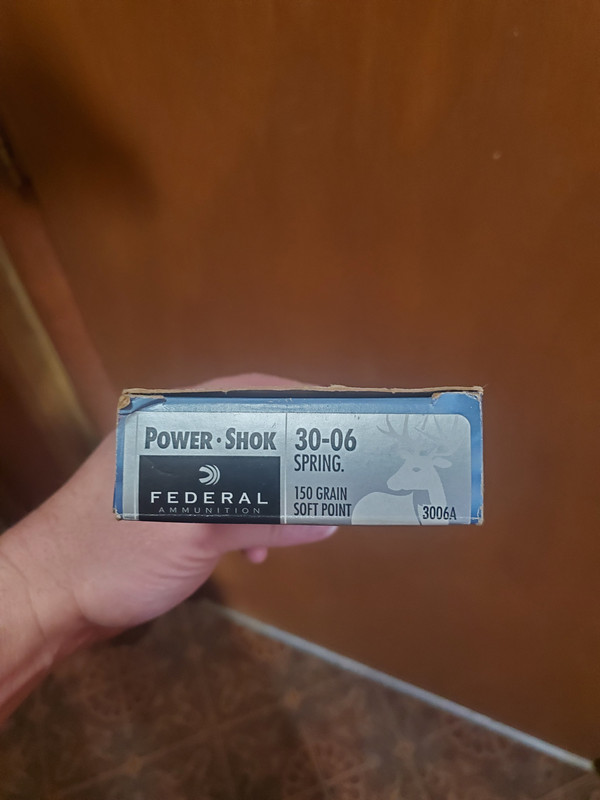 POWER·SHOK
FEDERAL
AMMUNITION
30-06
SPRING.
150 GRAIN
SOFT POINT
3006A